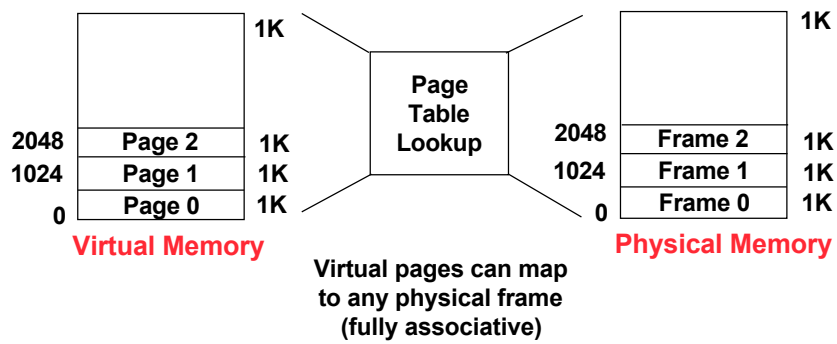 1K
2048 Page 2 1K
1024 Page 1 1K
0 Page 0 1K
Virtual Memory
Page
Table
Lookup
1K
2048 Frame 2 1K
1024 Frame 1 1K
0 Frame 0 1K
Physical Memory
Virtual pages can map
to any physical frame
(fully associative)